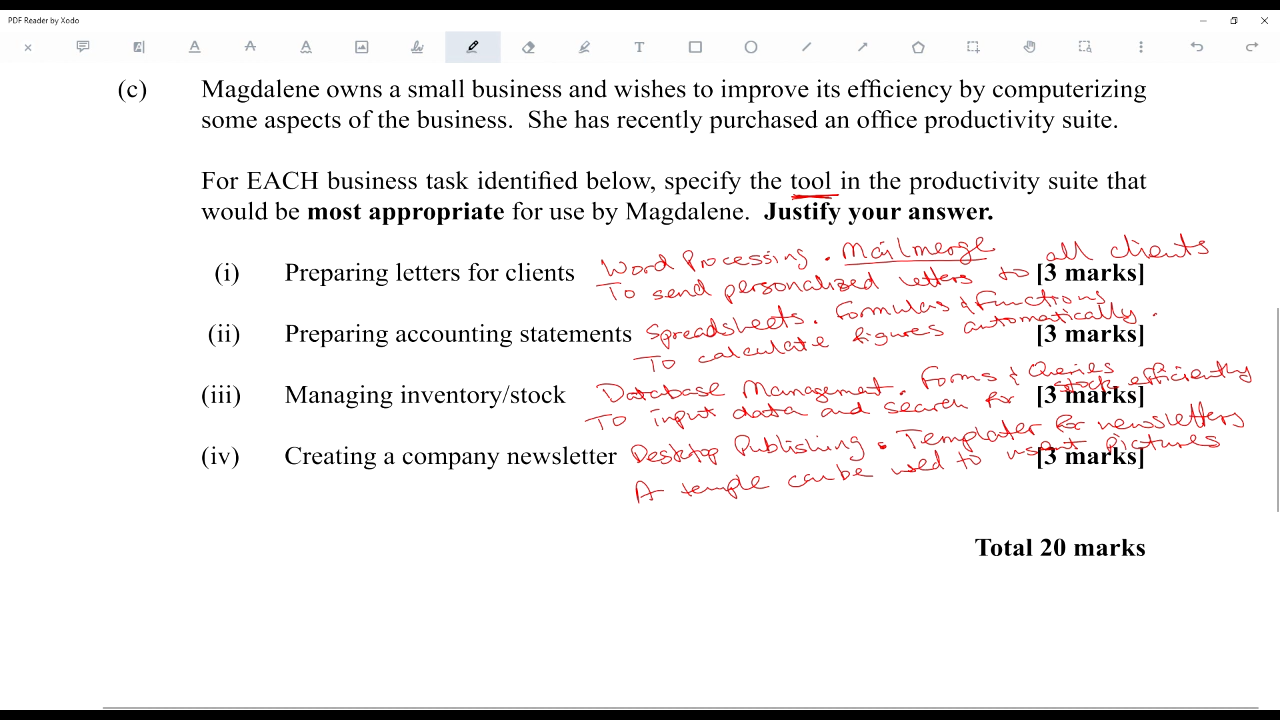 PDF Reader by Xodo
T
(c) Magdalene owns a small business and wishes to improve its efficiency by computerizing
some aspects of the business. She has recently purchased an office productivity suite.
For EACH business task identified below, specify the tool in the productivity suite that
would be most appropriate for use by Magdalene. Justify your answer.
Word Processing. Mailmerge
(i) Preparing letters for clients [3 marks]
To send personalized letters to all clients
Spreadsheets. Formulas & Functions
(ii) Preparing accounting statements [3 marks]
To calculate figures automatically.
Database Management. Forms & Queries
(iii) Managing inventory/stock [3 marks]
To input data and search for stock efficiently
Desktop Publishing. Templater for newsletters
(iv) Creating a company newsletter [3 marks]
A temple can be used to pictures
Total 20 marks